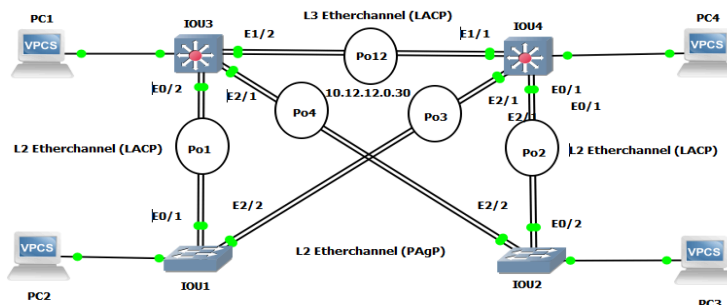 L3 Etherchannel (LACP)
PC1
IOU3
IOU4
PC4
VPCS
E1/2
E1/1
VPCS
Po12
E0/2
E2/1
10.12.12.0.30
E2/1
E0/1
E0/1
Po4
Po3
L2 Etherchannel (LACP)
Po1
Po2
L2 Etherchannel (LACP)
E0/1
E2/2
E2/2
E0/2
VPCS
L2 Etherchannel (PAgP)
VPCS
PC2
IOU1
IOU2
PC3